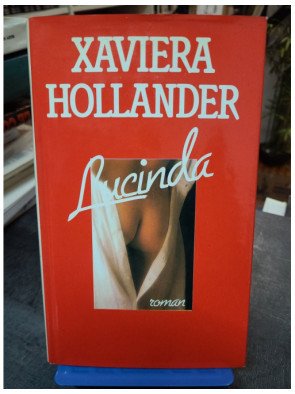 XAVIERA
HOLLANDER
Lucinda
roman